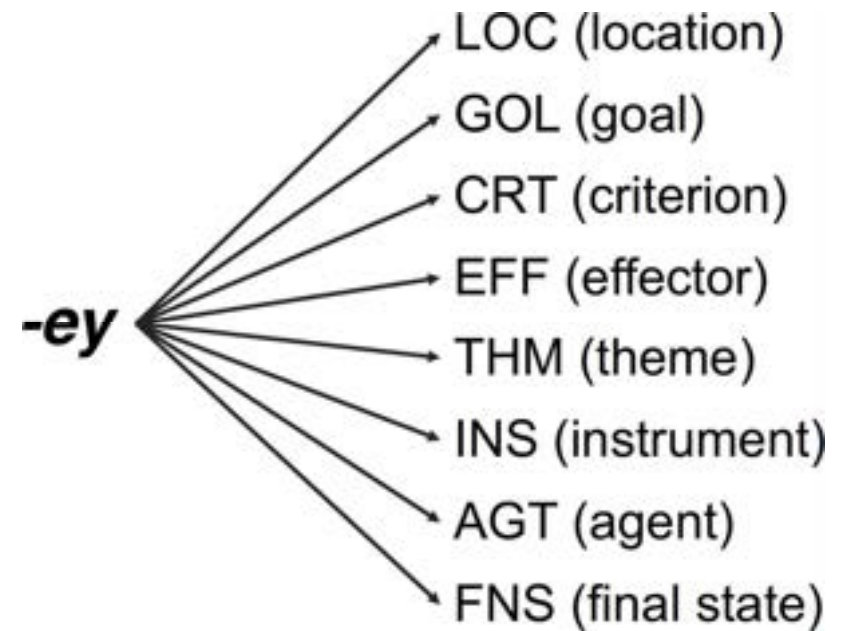 LOC (location)
GOL (goal)
CRT (criterion)
EFF (effector)
-ey
THM (theme)
INS (instrument)
AGT (agent)
FNS (final state)